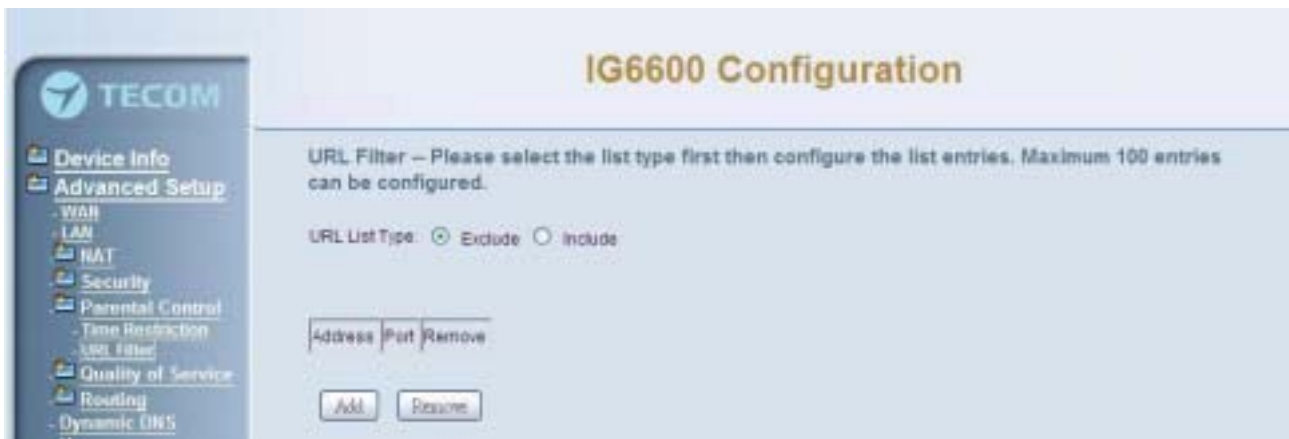 IG6600 Configuration
TECOM
Device Info
Advanced Setup
- WAN
- LAN
NAT
Security
Parental Control
- Time Restriction
- URL Filter
Quality of Service
Routing
- Dynamic DNS
URL Filter -- Please select the list type first then configure the list entries. Maximum 100 entries
can be configured.
URL List Type: Exclude Include
Address Port Remove
Add Remove